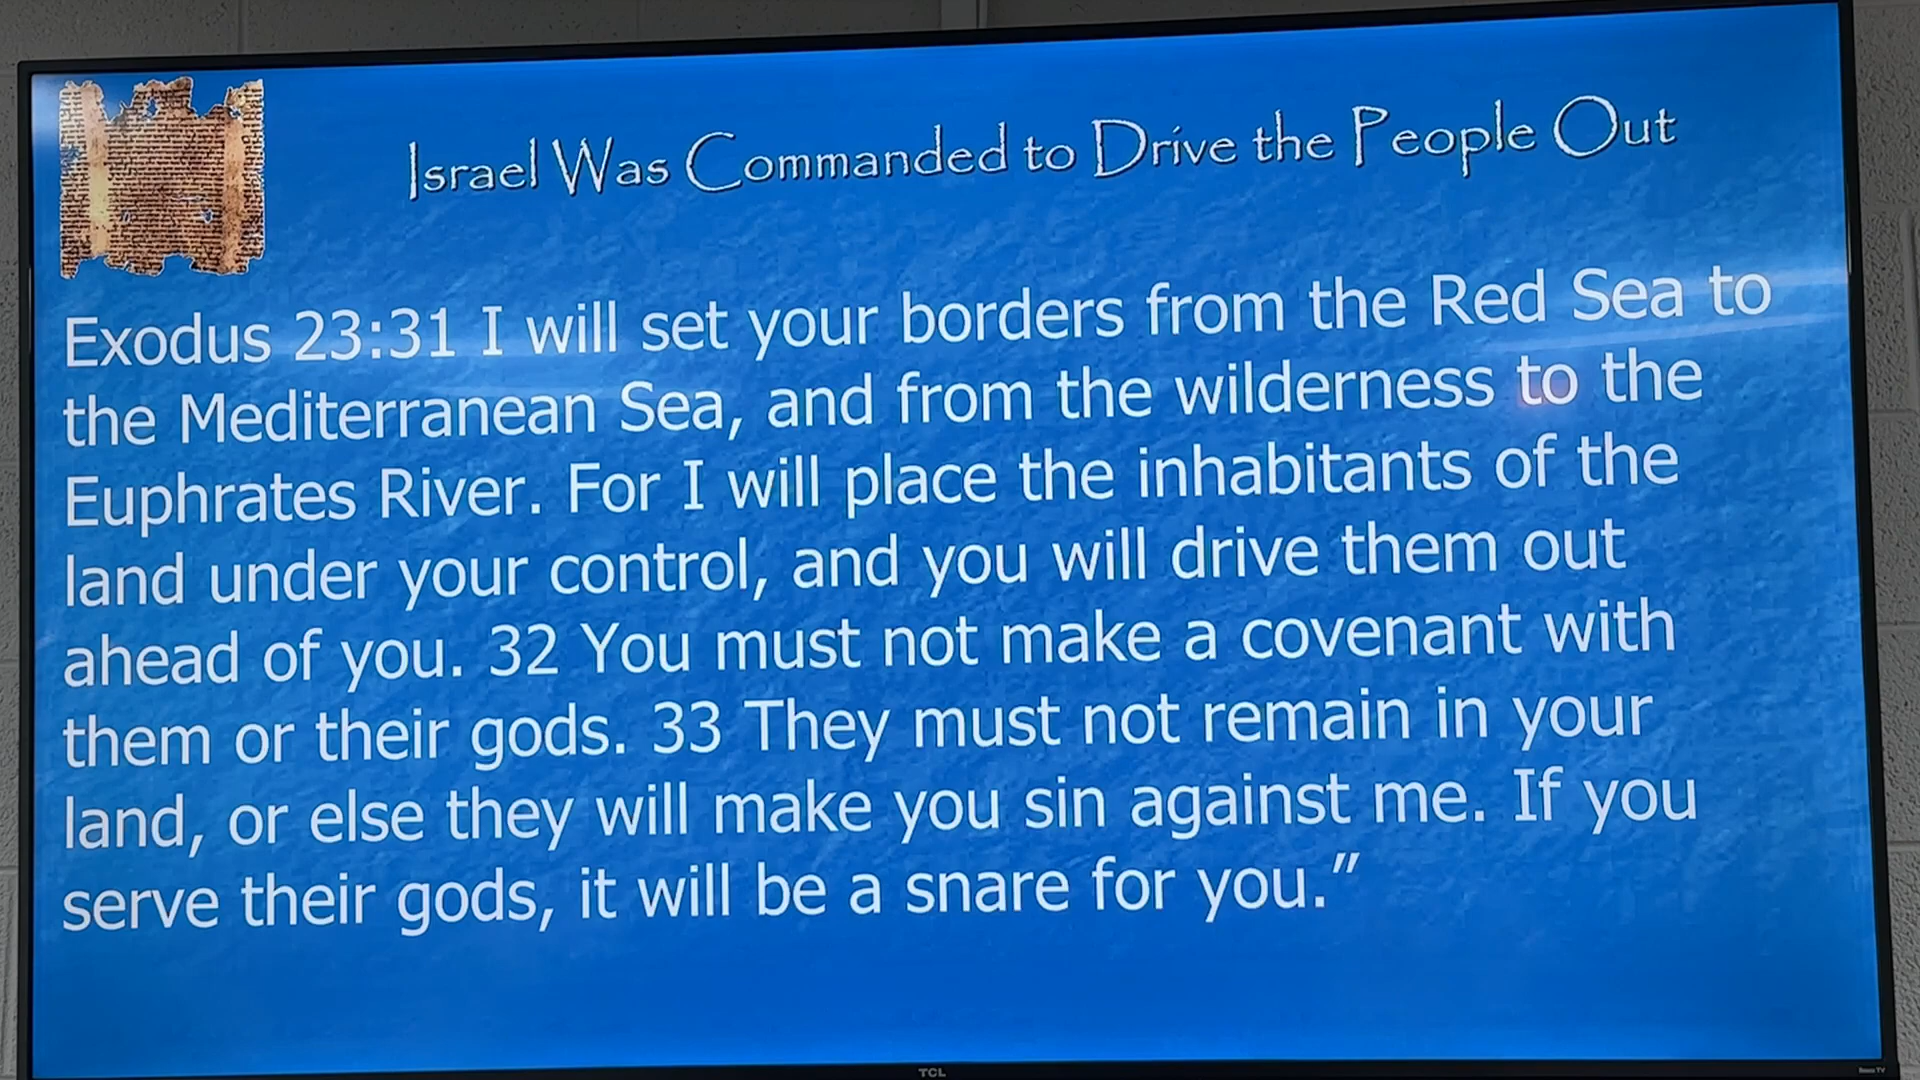 Israel Was Commanded to Drive the People Out
Exodus 23:31 I will set your borders from the Red Sea to
the Mediterranean Sea, and from the wilderness to the
Euphrates River. For I will place the inhabitants of the
land under your control, and you will drive them out
ahead of you. 32 You must not make a covenant with
them or their gods. 33 They must not remain in your
land, or else they will make you sin against me. If you
serve their gods, it will be a snare for you.”
TCL
Roku TV